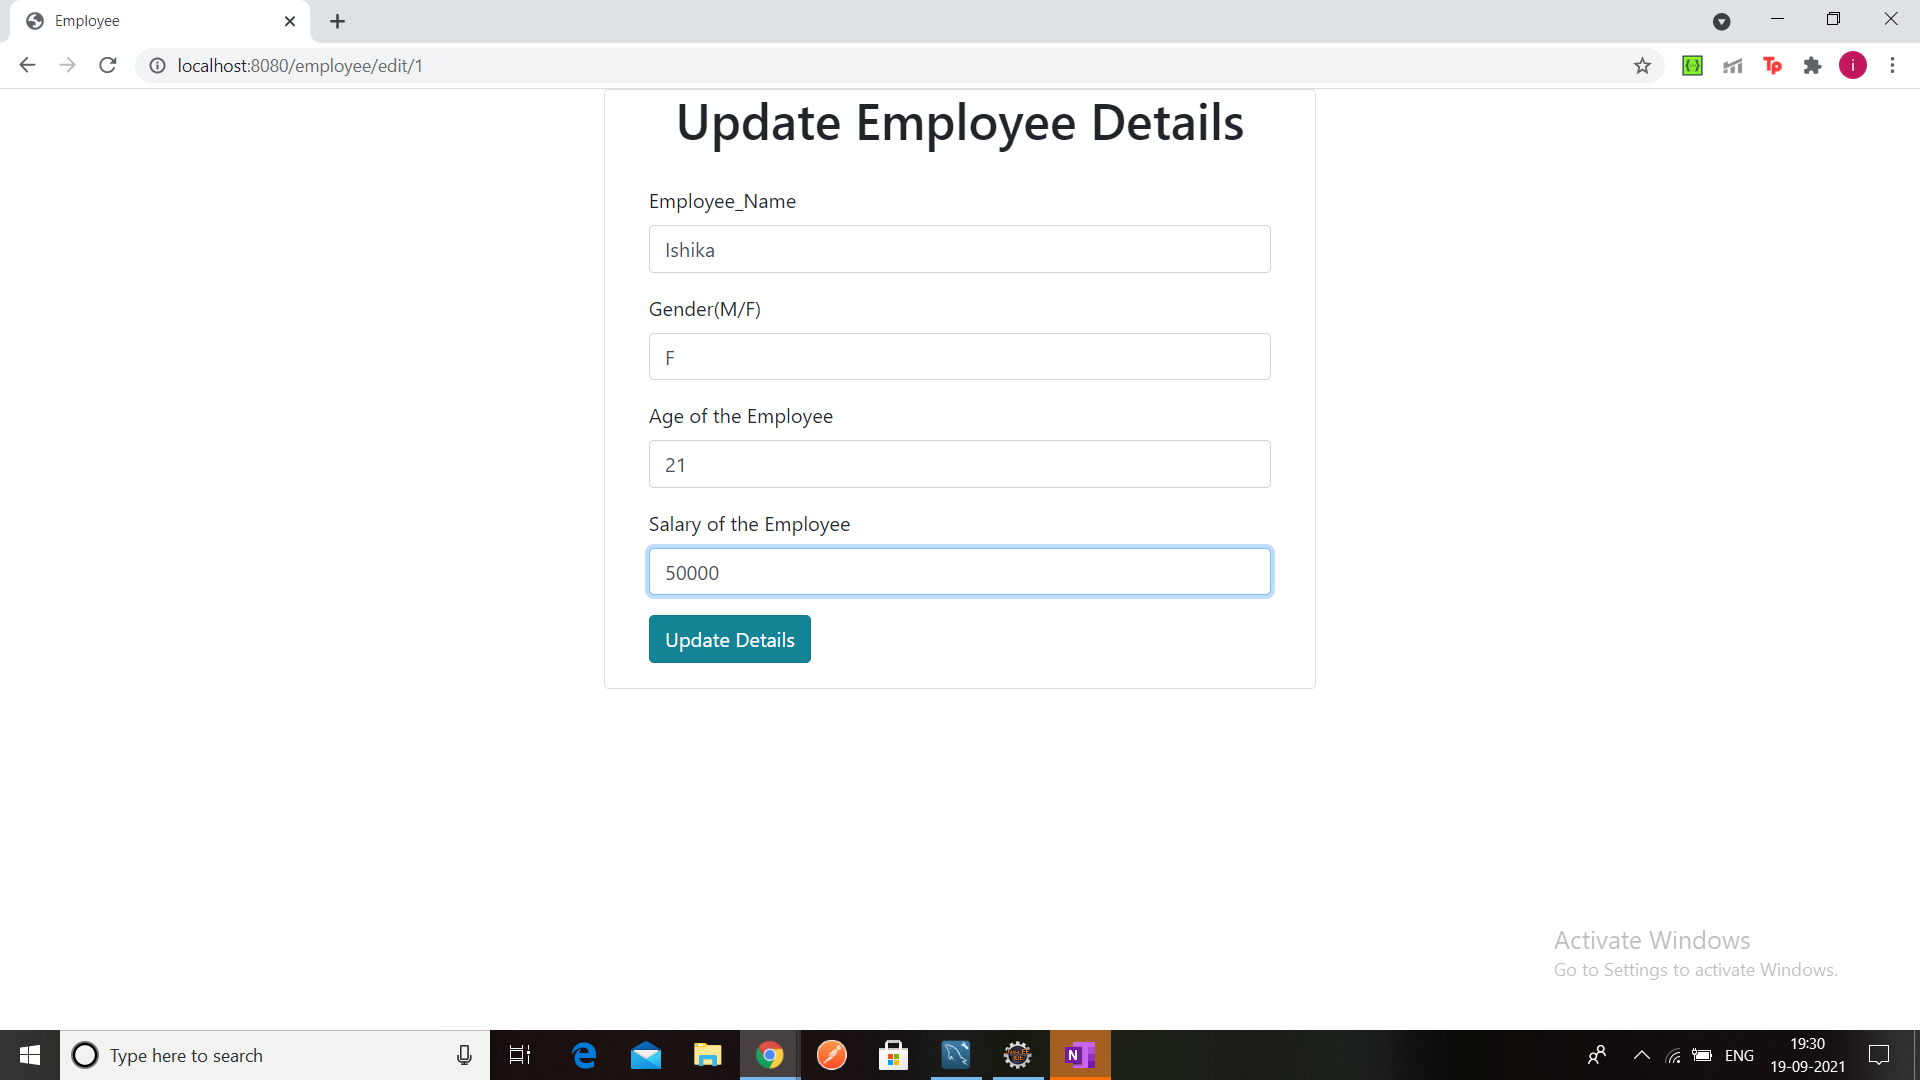 Employee
localhost:8080/employee/edit/1
i
Update Employee Details
Employee_Name
Ishika
Gender(M/F)
F
Age of the Employee
21
Salary of the Employee
50000
Update Details
Activate Windows
Go to Settings to activate Windows.
Type here to search
ENG
19:30
19-09-2021